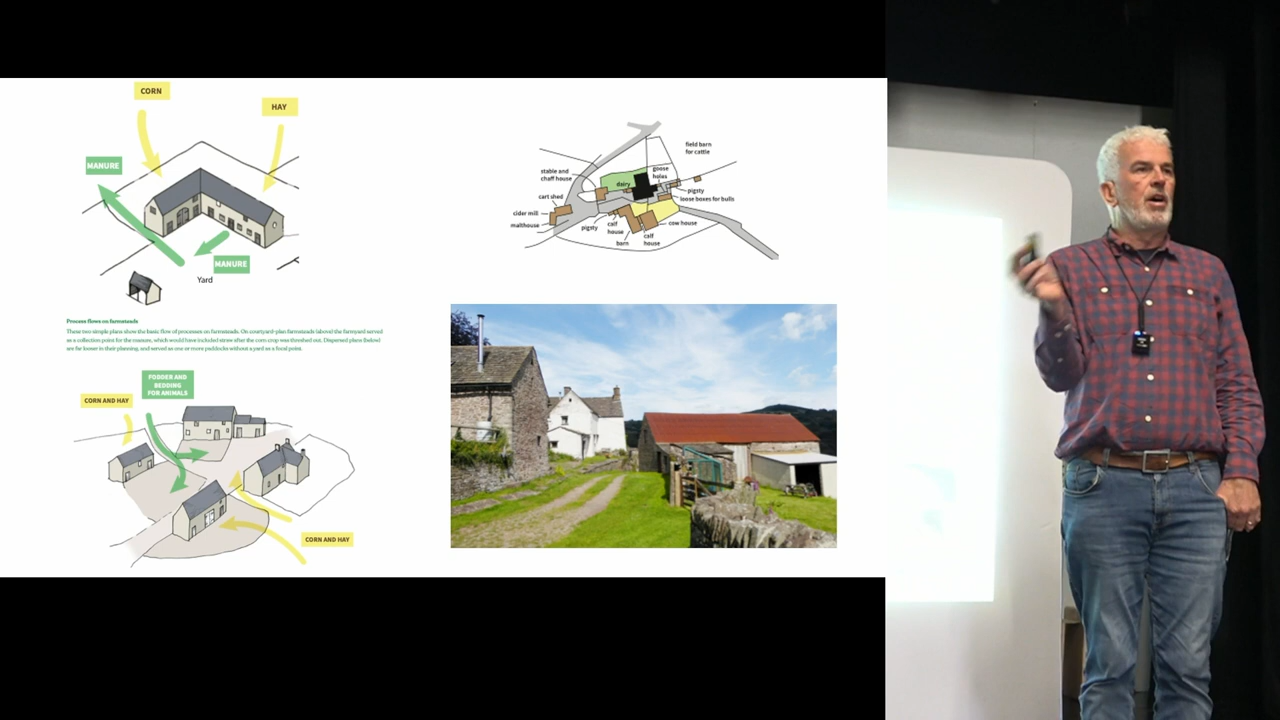 CORN
HAY
MANURE
MANURE
Yard
Process flows on farmsteads
These two simple plans show the basic flow of processes on farmsteads. On courtyard-plan farmsteads (above) the farmyard served
as a collection point for the manure, which would have included straw after the corn crop was threshed out. Dispersed plans (below)
are far looser in their planning, and served as one or more paddocks without a yard as a focal point.
FODDER AND
BEDDING
FOR ANIMALS
CORN AND HAY
CORN AND HAY
field barn
for cattle
stable and
chaff house
goose
holes
dairy
pigsty
loose boxes for bulls
cart shed
cider mill
malthouse
pigsty
calf
house
cow house
barn
calf
house